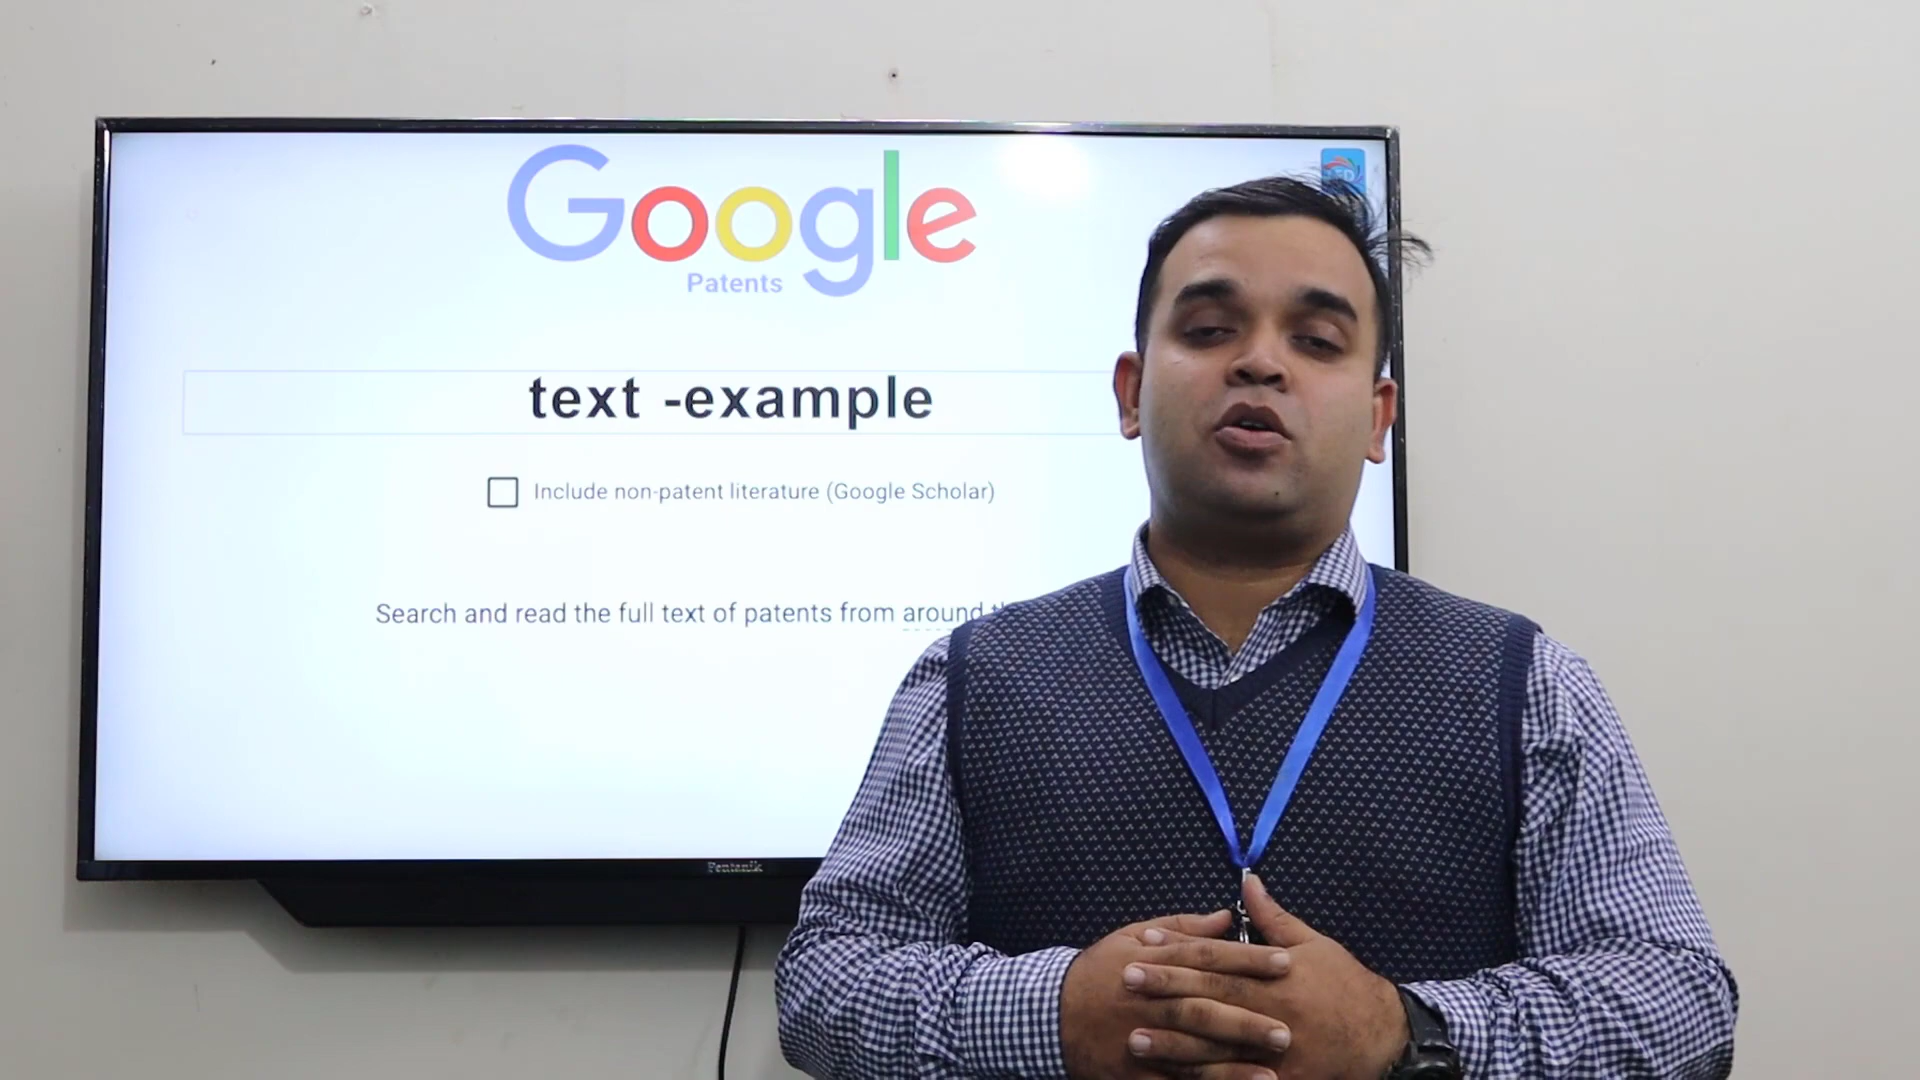 Google
Patents
text -example
Include non-patent literature (Google Scholar)
Search and read the full text of patents from around